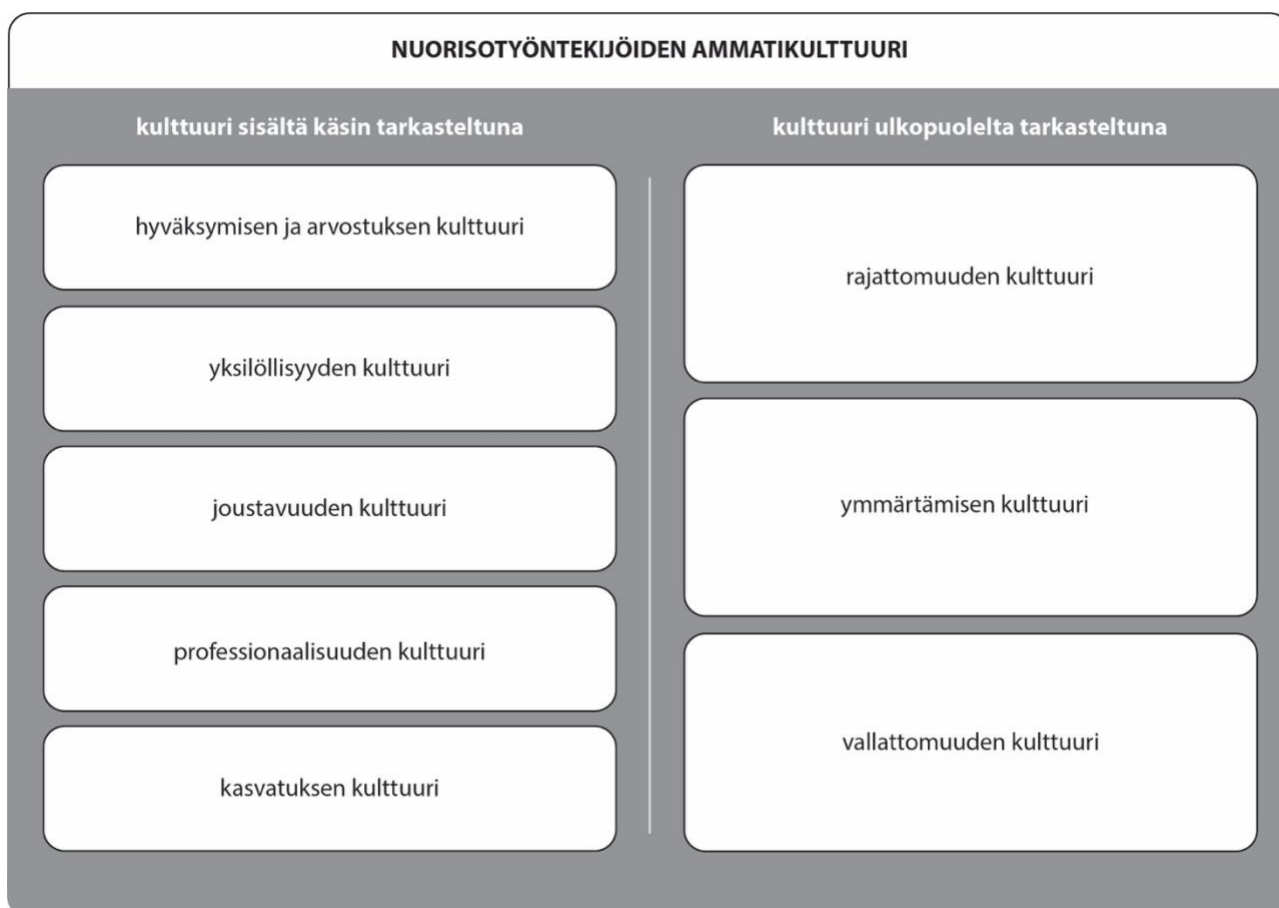 NUORISOTYÖNTEKIJÖIDEN AMMATIKULTTUURI
kulttuuri sisältä käsin tarkasteltuna
hyväksymisen ja arvostuksen kulttuuri
yksilöllisyyden kulttuuri
joustavuuden kulttuuri
professionaalisuuden kulttuuri
kasvatuksen kulttuuri
kulttuuri ulkopuolelta tarkasteltuna
rajattomuuden kulttuuri
ymmärtämisen kulttuuri
vallattomuuden kulttuuri